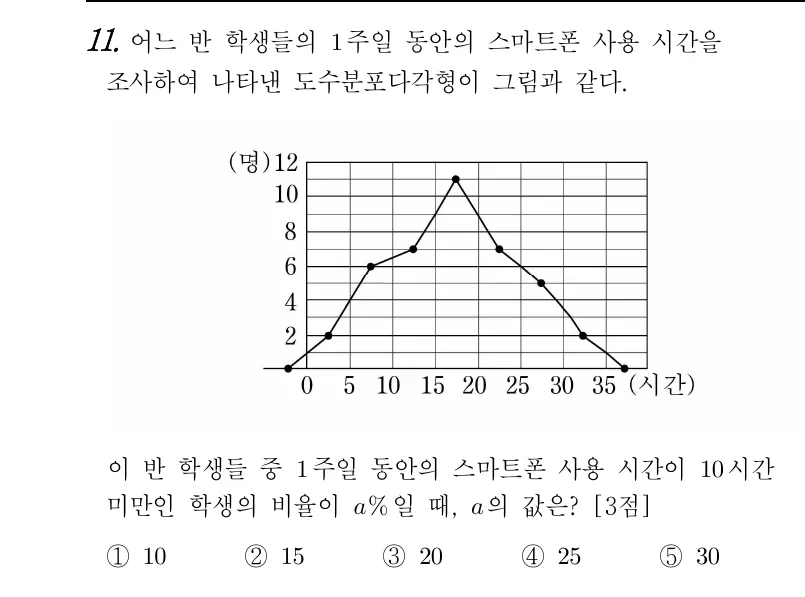 11. 어느 반 학생들의 1주일 동안의 스마트폰 사용 시간을
조사하여 나타낸 도수분포다각형이 그림과 같다.
(명)12
10
8
6
4
2
0 5 10 15 20 25 30 35 (시간)
이 반 학생들 중 1주일 동안의 스마트폰 사용 시간이 10시간
미만인 학생의 비율이 a%일 때, a의 값은? [3점]
① 10 ② 15 ③ 20 ④ 25 ⑤ 30